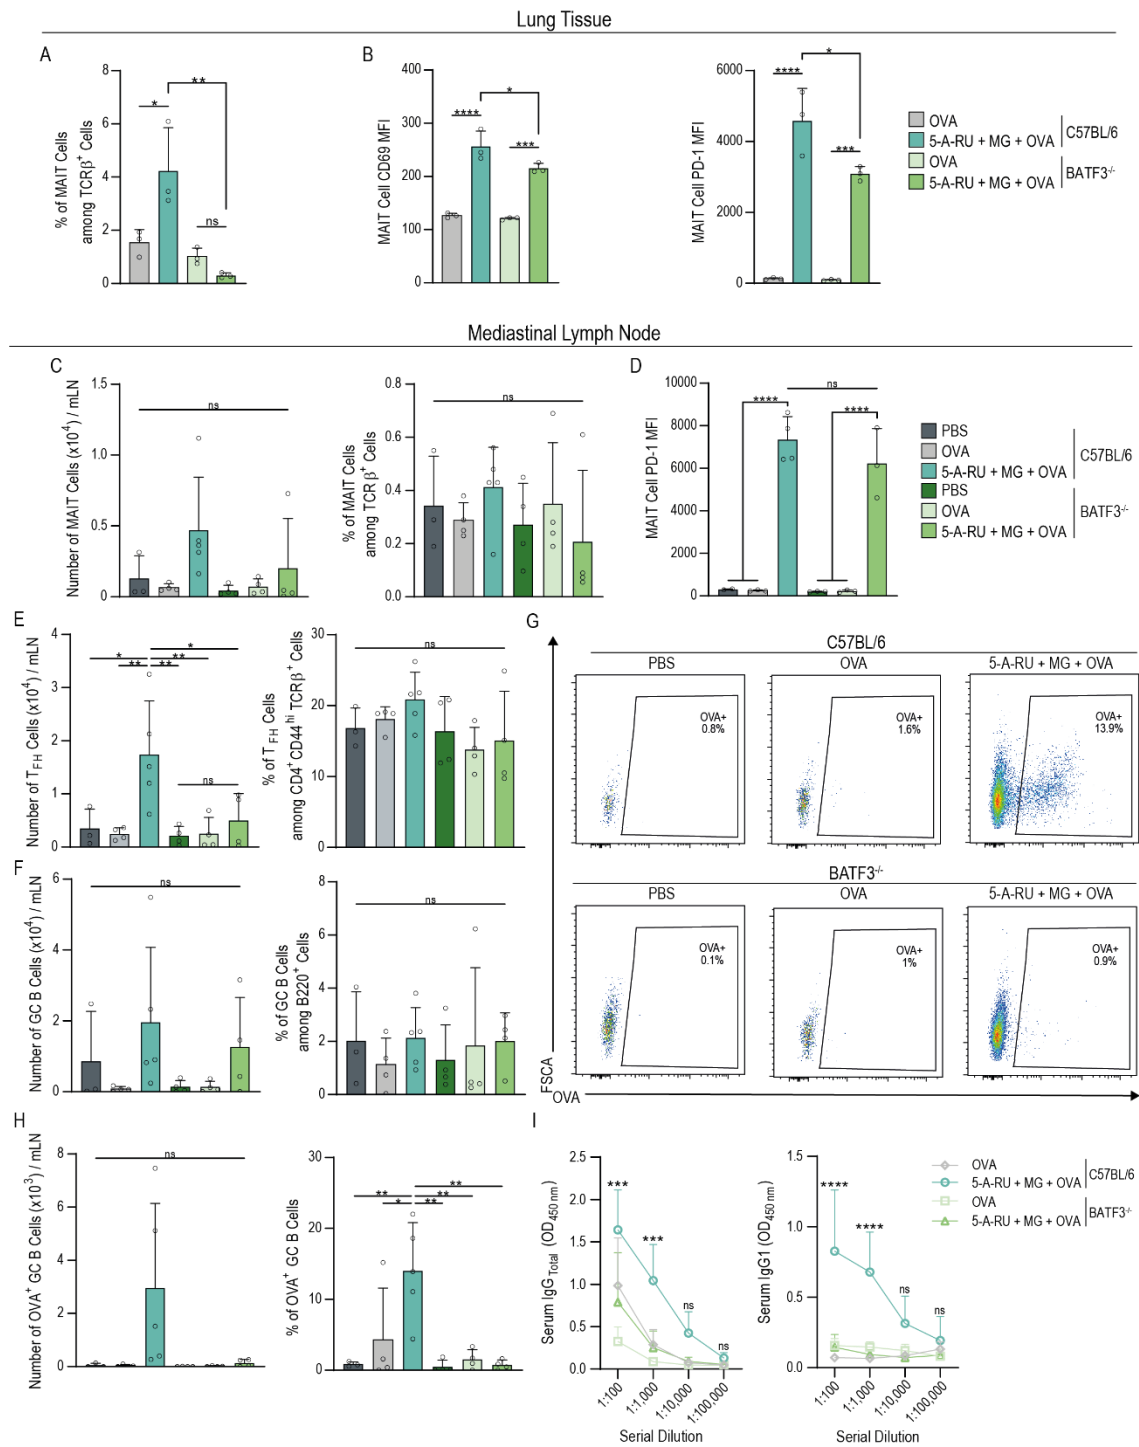 Lung Tissue
A
% of MAIT Cells
among TCRβ⁺ Cells
8
6
4
2
0
*
**
ns
B
MAIT Cell CD69 MFI
400
300
200
100
0
****
*
***
MAIT Cell PD-1 MFI
6000
4000
2000
0
****
*
***
OVA
5-A-RU + MG + OVA
C57BL/6
OVA
5-A-RU + MG + OVA
BATF3⁻/⁻
Mediastinal Lymph Node
C
Number of MAIT Cells (x10⁴) / mLN
1.5
1.0
0.5
0
ns
% of MAIT Cells
among TCRβ⁺ Cells
0.8
0.6
0.4
0.2
0.0
ns
D
MAIT Cell PD-1 MFI
10000
8000
6000
4000
2000
0
ns
****
****
PBS
OVA
5-A-RU + MG + OVA
C57BL/6
PBS
OVA
5-A-RU + MG + OVA
BATF3⁻/⁻
E
Number of TFH Cells (x10⁴) / mLN
4
3
2
1
0
*
*
**
**
**
ns
% of TFH Cells
among CD4⁺ CD44hi TCRβ⁺ Cells
30
20
10
0
ns
F
Number of GC B Cells (x10⁴) / mLN
6
4
2
0
ns
% of GC B Cells
among B220⁺ Cells
8
6
4
2
0
ns
G
C57BL/6
PBS
OVA
5-A-RU + MG + OVA
OVA+
0.8%
OVA+
1.6%
OVA+
13.9%
BATF3⁻/⁻
PBS
OVA
5-A-RU + MG + OVA
OVA+
0.1%
OVA+
1%
OVA+
0.9%
FSCA
OVA
H
Number of OVA⁺ GC B Cells (x10³) / mLN
8
6
4
2
0
ns
% of OVA⁺ GC B Cells
30
20
10
0
**
**
**
*
**
I
Serum IgGTotal (OD450 nm)
2.5
2.0
1.5
1.0
0.5
0.0
***
***
ns
ns
1:100
1:1,000
1:10,000
1:100,000
Serial Dilution
Serum IgG1 (OD450 nm)
1.5
1.0
0.5
0.0
****
****
ns
ns
1:100
1:1,000
1:10,000
1:100,000
Serial Dilution
OVA
5-A-RU + MG + OVA
C57BL/6
OVA
5-A-RU + MG + OVA
BATF3⁻/⁻